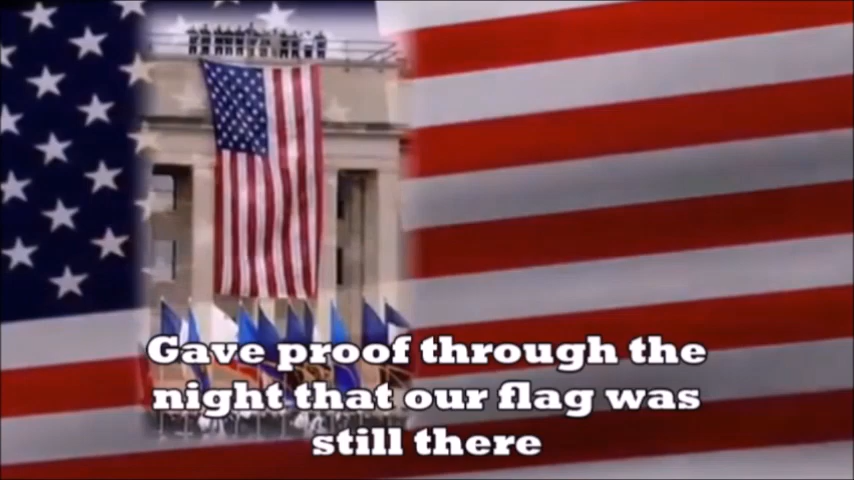 Gave proof through the
night that our flag was
still there